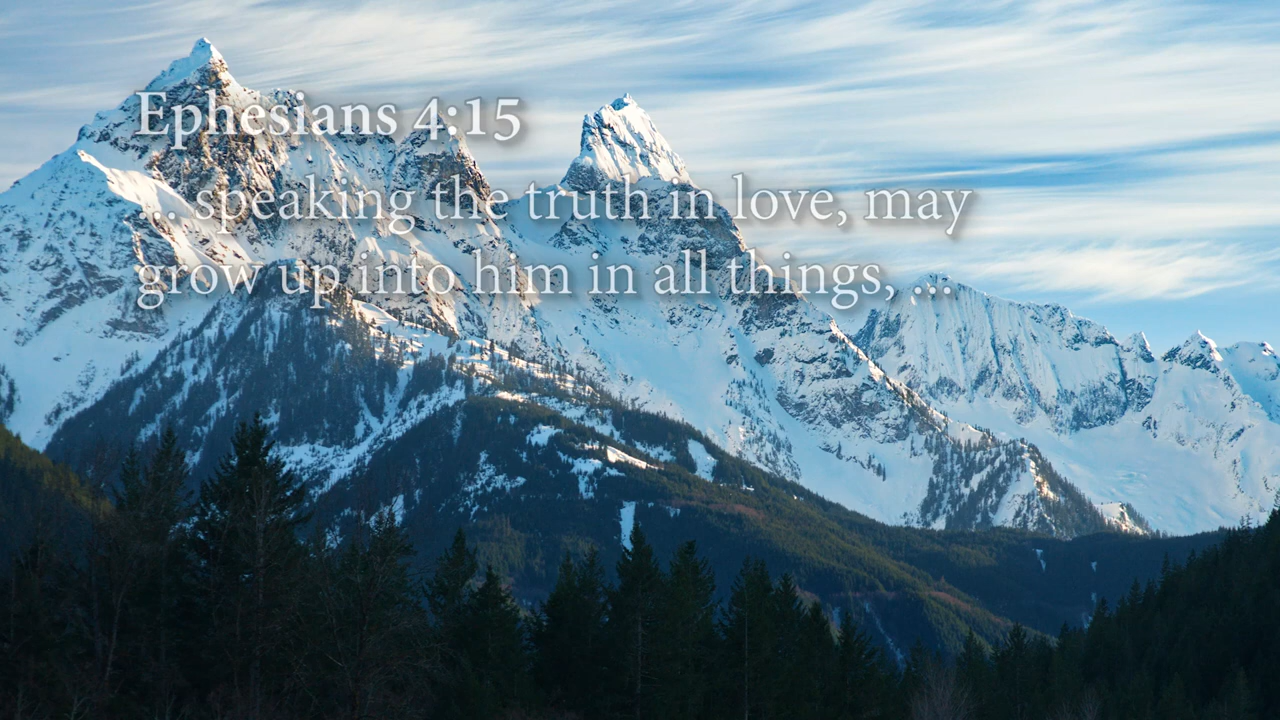 Ephesians 4:15
... speaking the truth in love, may
grow up into him in all things, ...